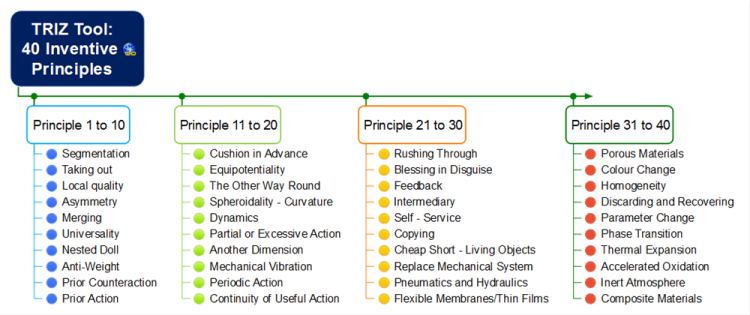 TRIZ Tool:
40 Inventive
Principles
Principle 1 to 10
Segmentation
Taking out
Local quality
Asymmetry
Merging
Universality
Nested Doll
Anti-Weight
Prior Counteraction
Prior Action
Principle 11 to 20
Cushion in Advance
Equipotentiality
The Other Way Round
Spheroidality - Curvature
Dynamics
Partial or Excessive Action
Another Dimension
Mechanical Vibration
Periodic Action
Continuity of Useful Action
Principle 21 to 30
Rushing Through
Blessing in Disguise
Feedback
Intermediary
Self - Service
Copying
Cheap Short - Living Objects
Replace Mechanical System
Pneumatics and Hydraulics
Flexible Membranes/Thin Films
Principle 31 to 40
Porous Materials
Colour Change
Homogeneity
Discarding and Recovering
Parameter Change
Phase Transition
Thermal Expansion
Accelerated Oxidation
Inert Atmosphere
Composite Materials